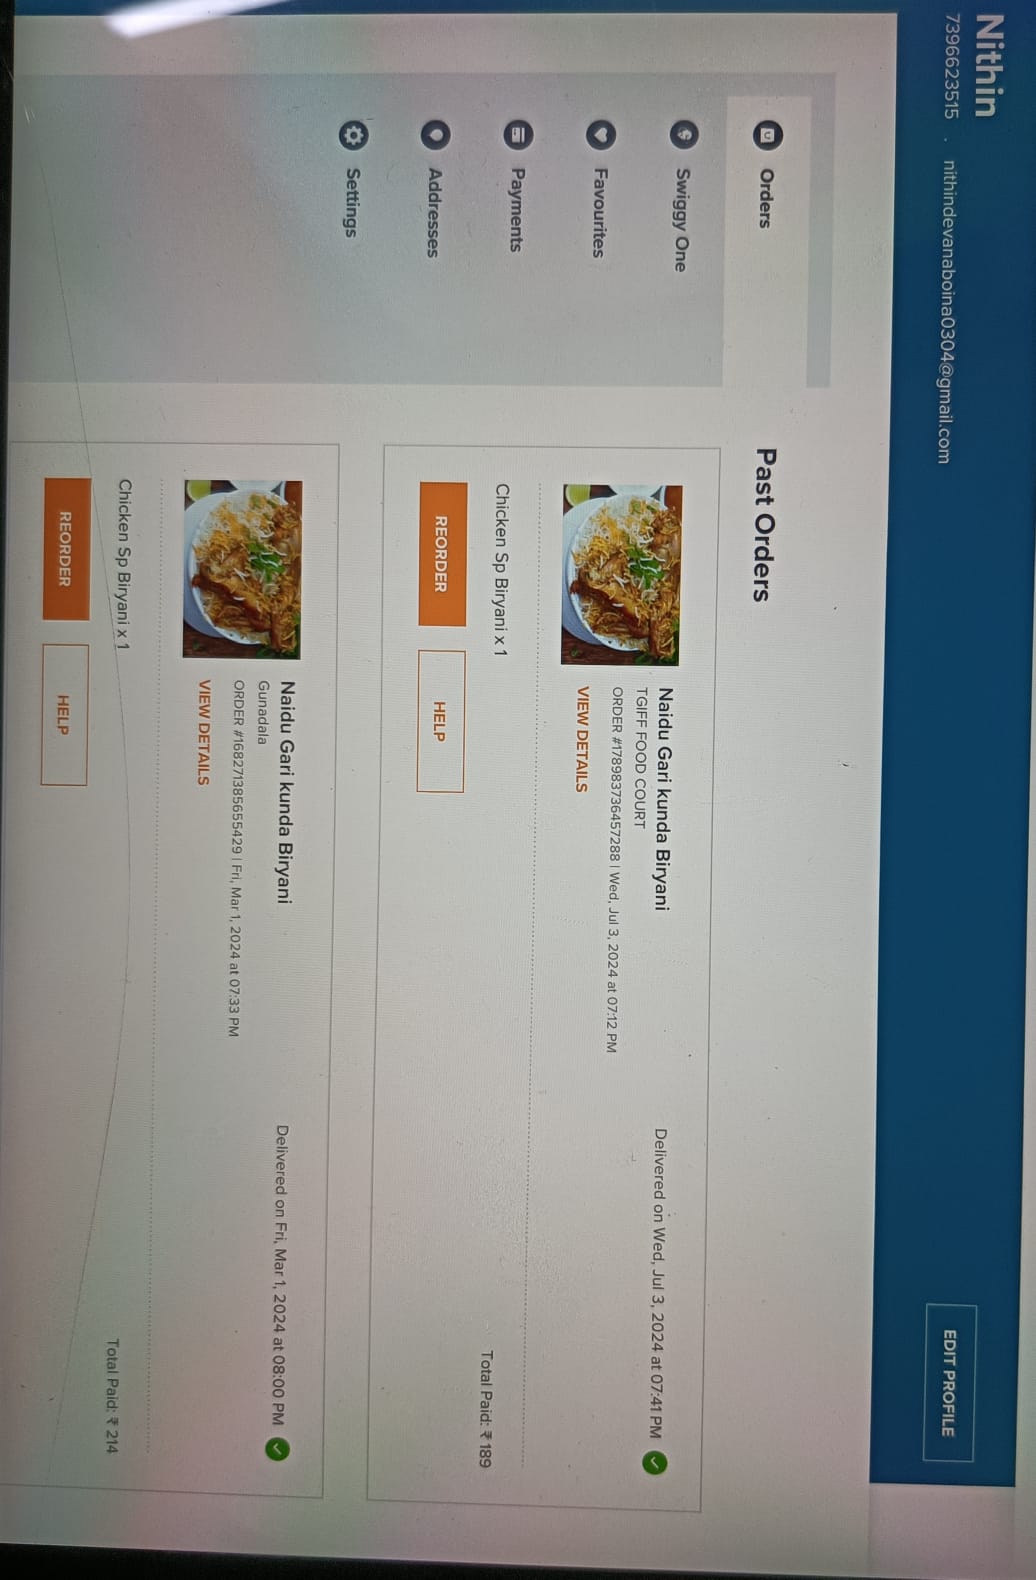 Nithin
7396623515 . nithindevanaboina0304@gmail.com
EDIT PROFILE
Orders
Swiggy One
Favourites
Payments
Addresses
Settings
Past Orders
Naidu Gari kunda Biryani
TGIFF FOOD COURT
ORDER #178983736457288 | Wed, Jul 3, 2024 at 07:12 PM
VIEW DETAILS
Delivered on Wed, Jul 3, 2024 at 07:41 PM
Chicken Sp Biryani x 1
Total Paid: ₹ 189
REORDER
HELP
Naidu Gari kunda Biryani
Gunadala
ORDER #168271385655429 | Fri, Mar 1, 2024 at 07:33 PM
VIEW DETAILS
Delivered on Fri, Mar 1, 2024 at 08:00 PM
Chicken Sp Biryani x 1
Total Paid: ₹ 214
REORDER
HELP